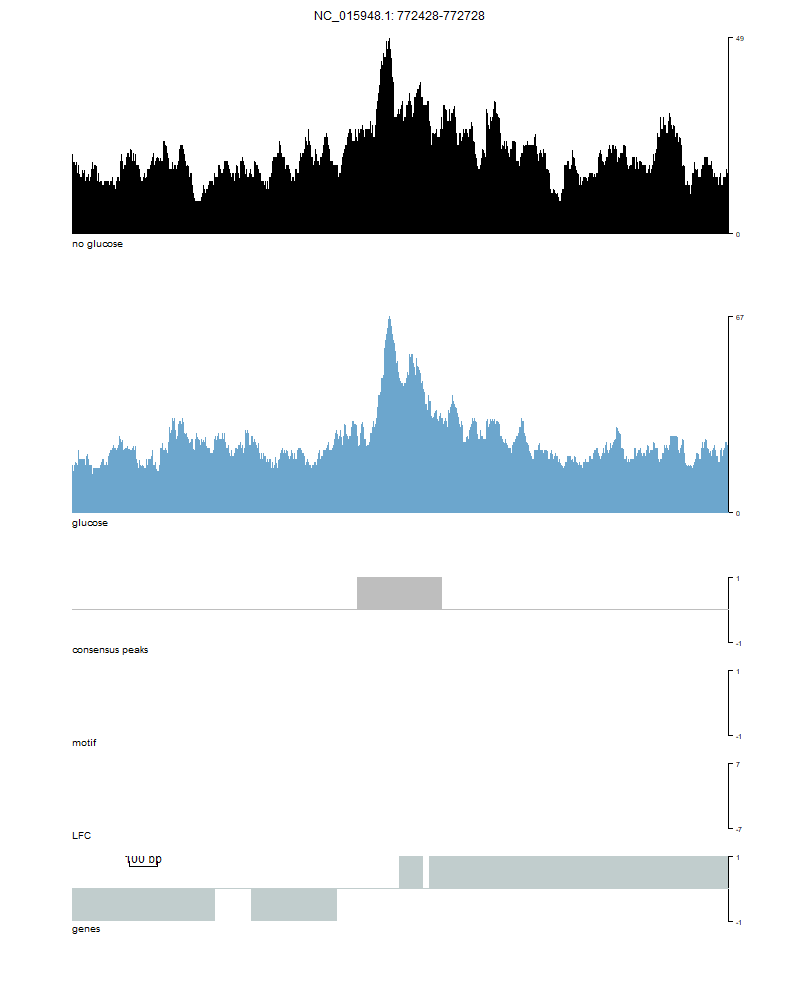 NC_015948.1: 772428-772728
49
0
no glucose
67
0
glucose
1
-1
consensus peaks
1
-1
motif
7
-7
LFC
100 bp
1
-1
genes